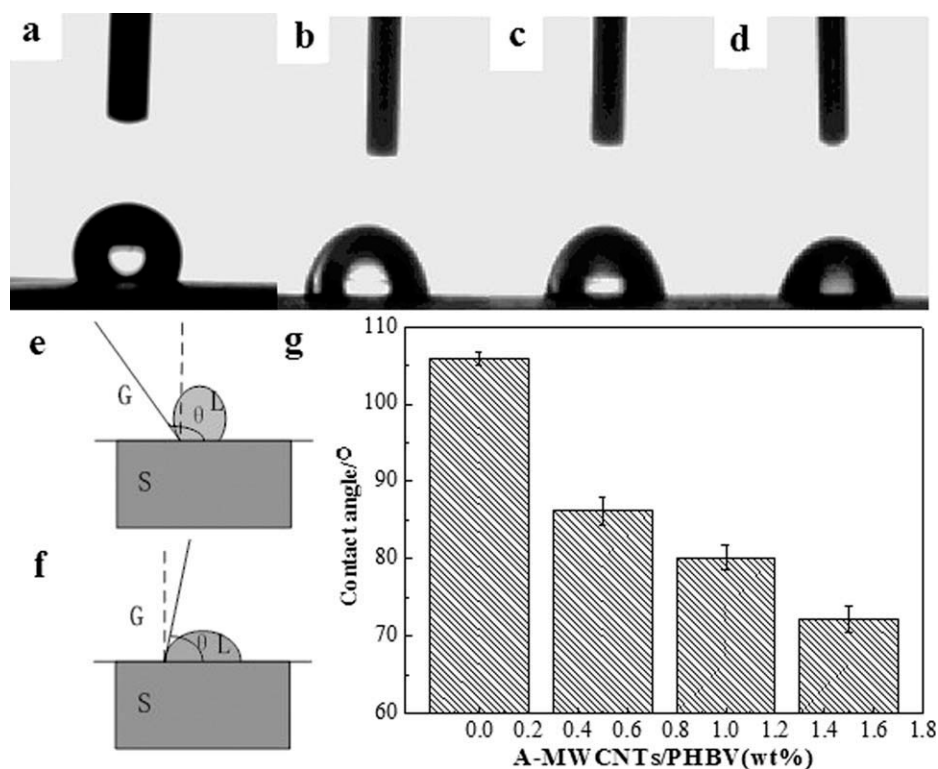 a b c d
e
G θ L
S
f
G θ L
S
g
110
100
90
80
70
60
Contact angle/°
0.0 0.2 0.4 0.6 0.8 1.0 1.2 1.4 1.6 1.8
A-MWCNTs/PHBV(wt%)